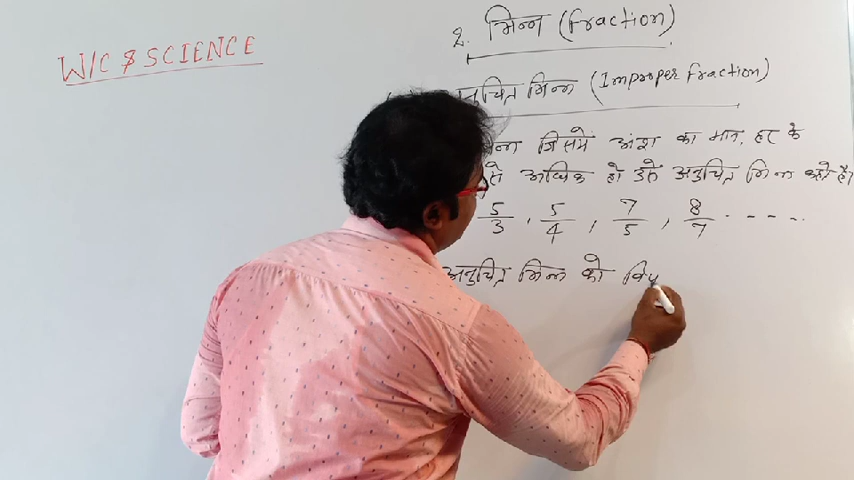 W/C $ SCIENCE
2. भिन्न (fraction)
अनुचित भिन्न (Improper fraction)
जिसमें अंश का मान, हर के
से अधिक हो उसे अनुचित भिन्न कहते है।
5/3, 5/4, 7/5, 8/7 - - - -
अनुचित भिन्न को